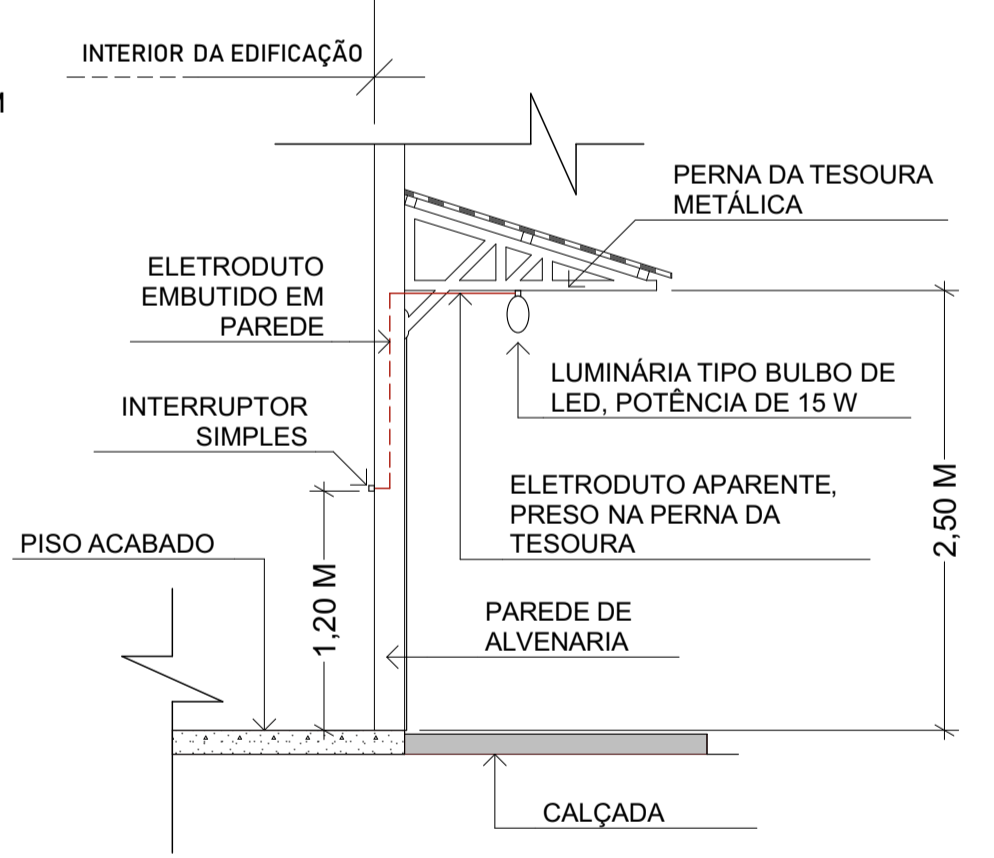 INTERIOR DA EDIFICAÇÃO
M
PERNA DA TESOURA
METÁLICA
ELETRODUTO
EMBUTIDO EM
PAREDE
LUMINÁRIA TIPO BULBO DE
LED, POTÊNCIA DE 15 W
INTERRUPTOR
SIMPLES
ELETRODUTO APARENTE,
PRESO NA PERNA DA
TESOURA
2,50 M
PISO ACABADO
1,20 M
PAREDE DE
ALVENARIA
CALÇADA